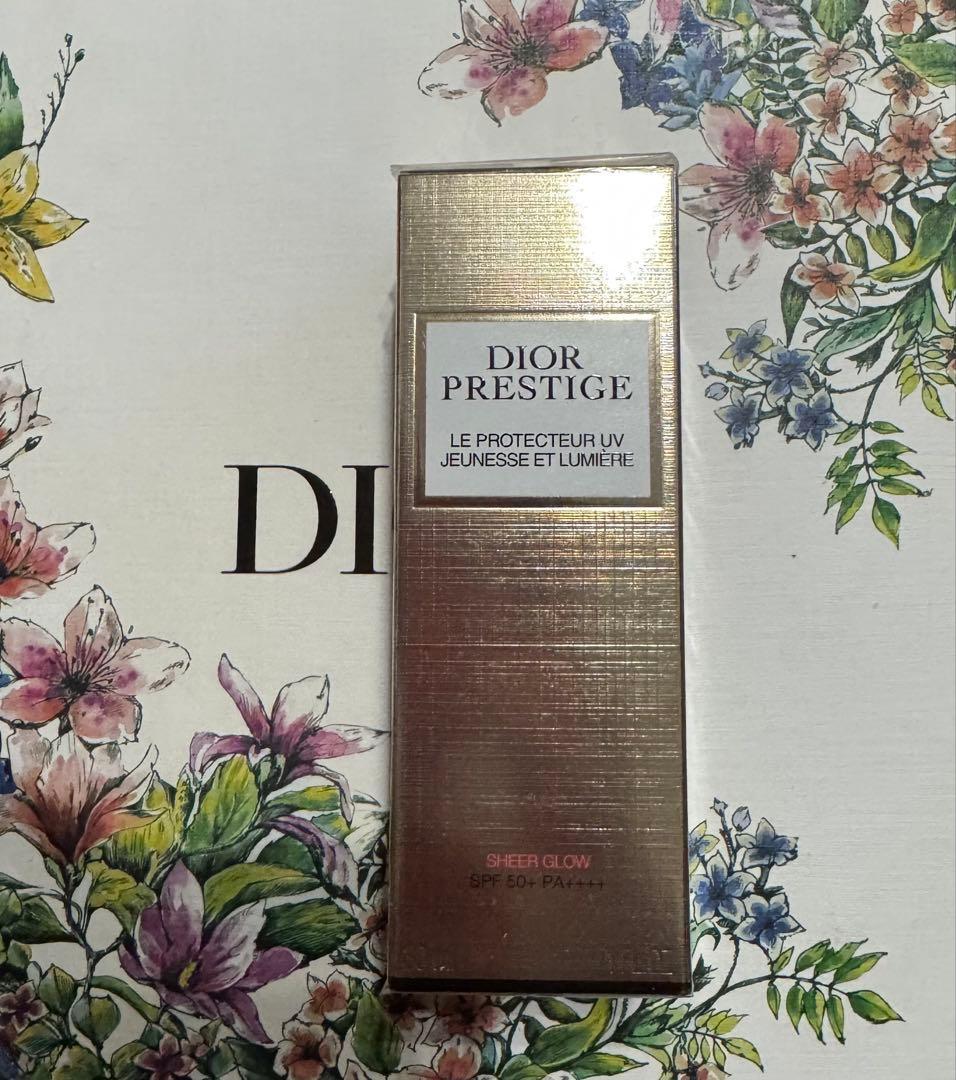 DI
DIOR
PRESTIGE
LE PROTECTEUR UV
JEUNESSE ET LUMIÈRE
SHEER GLOW
SPF 50+ PA++++